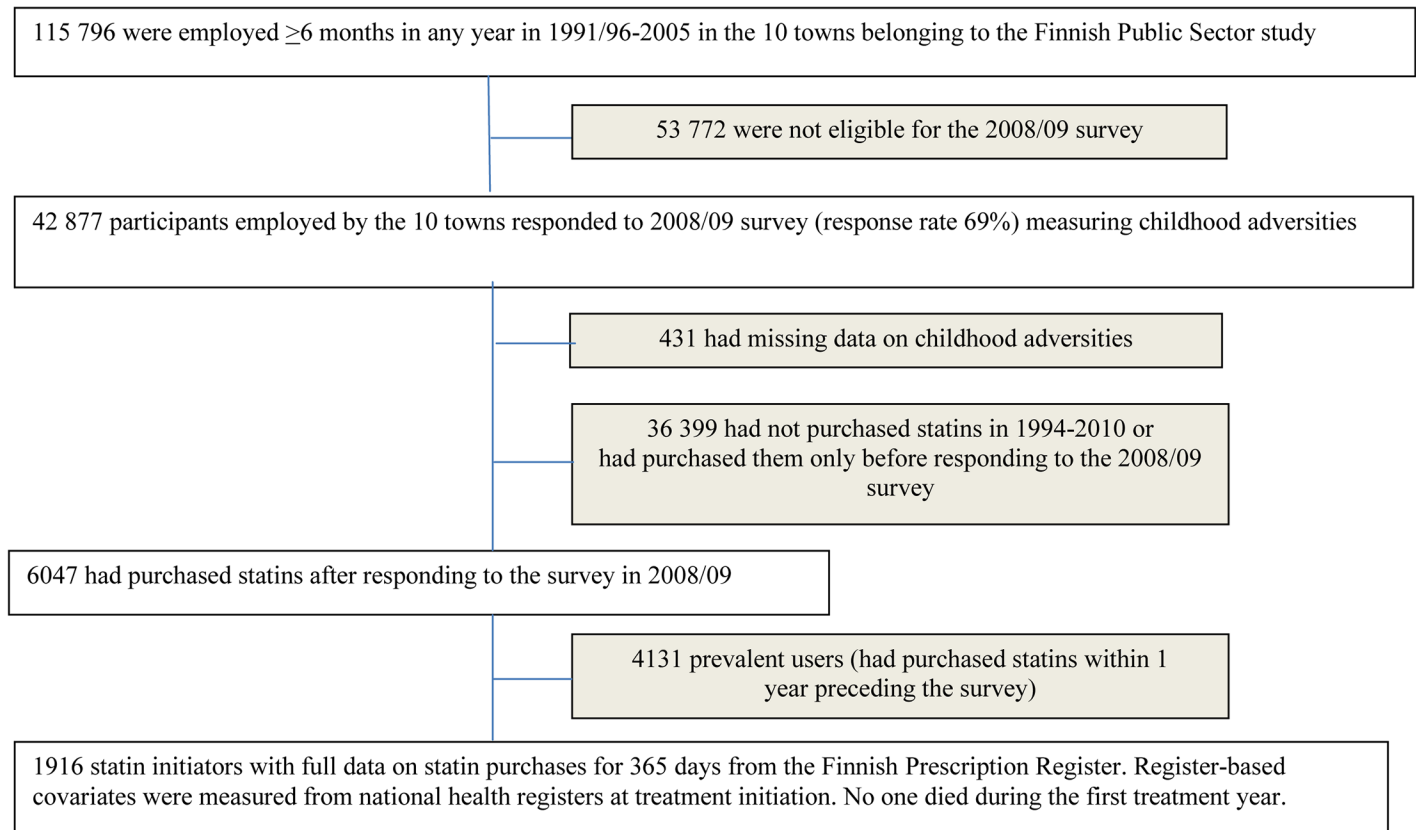 115 796 were employed ≥6 months in any year in 1991/96-2005 in the 10 towns belonging to the Finnish Public Sector study
53 772 were not eligible for the 2008/09 survey
42 877 participants employed by the 10 towns responded to 2008/09 survey (response rate 69%) measuring childhood adversities
431 had missing data on childhood adversities
36 399 had not purchased statins in 1994-2010 or
had purchased them only before responding to the 2008/09
survey
6047 had purchased statins after responding to the survey in 2008/09
4131 prevalent users (had purchased statins within 1
year preceding the survey)
1916 statin initiators with full data on statin purchases for 365 days from the Finnish Prescription Register. Register-based
covariates were measured from national health registers at treatment initiation. No one died during the first treatment year.